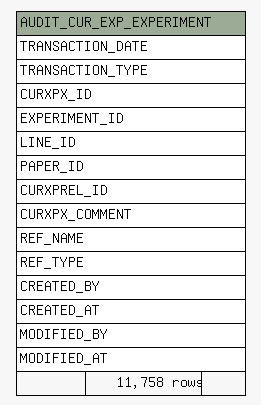 AUDIT_CUR_EXP_EXPERIMENT
TRANSACTION_DATE
TRANSACTION_TYPE
CURXPX_ID
EXPERIMENT_ID
LINE_ID
PAPER_ID
CURXPREL_ID
CURXPX_COMMENT
REF_NAME
REF_TYPE
CREATED_BY
CREATED_AT
MODIFIED_BY
MODIFIED_AT
11,758 rows